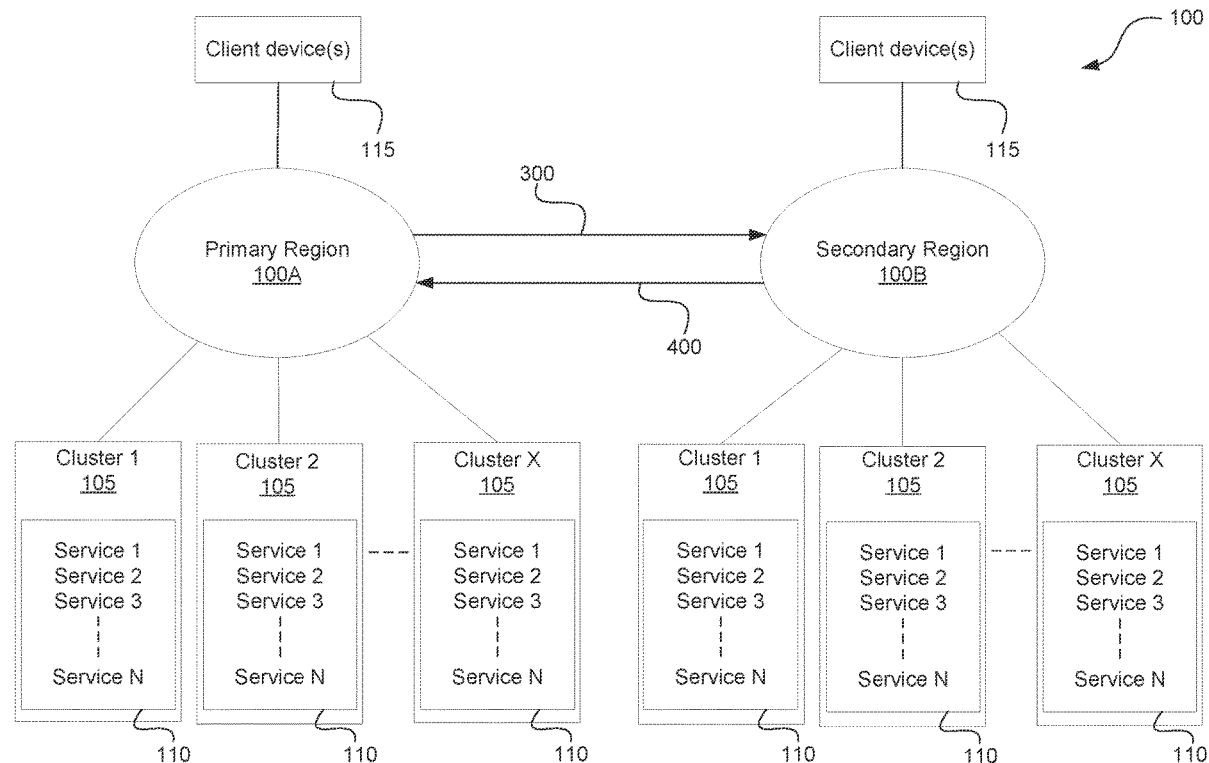 Client device(s)
Client device(s)
100
115
115
300
Primary Region
100A
Secondary Region
100B
400
Cluster 1
105
Cluster 2
105
Cluster X
105
Cluster 1
105
Cluster 2
105
Cluster X
105
Service 1
Service 2
Service 3
Service N
Service 1
Service 2
Service 3
Service N
Service 1
Service 2
Service 3
Service N
Service 1
Service 2
Service 3
Service N
Service 1
Service 2
Service 3
Service N
Service 1
Service 2
Service 3
Service N
110
110
110
110
110
110